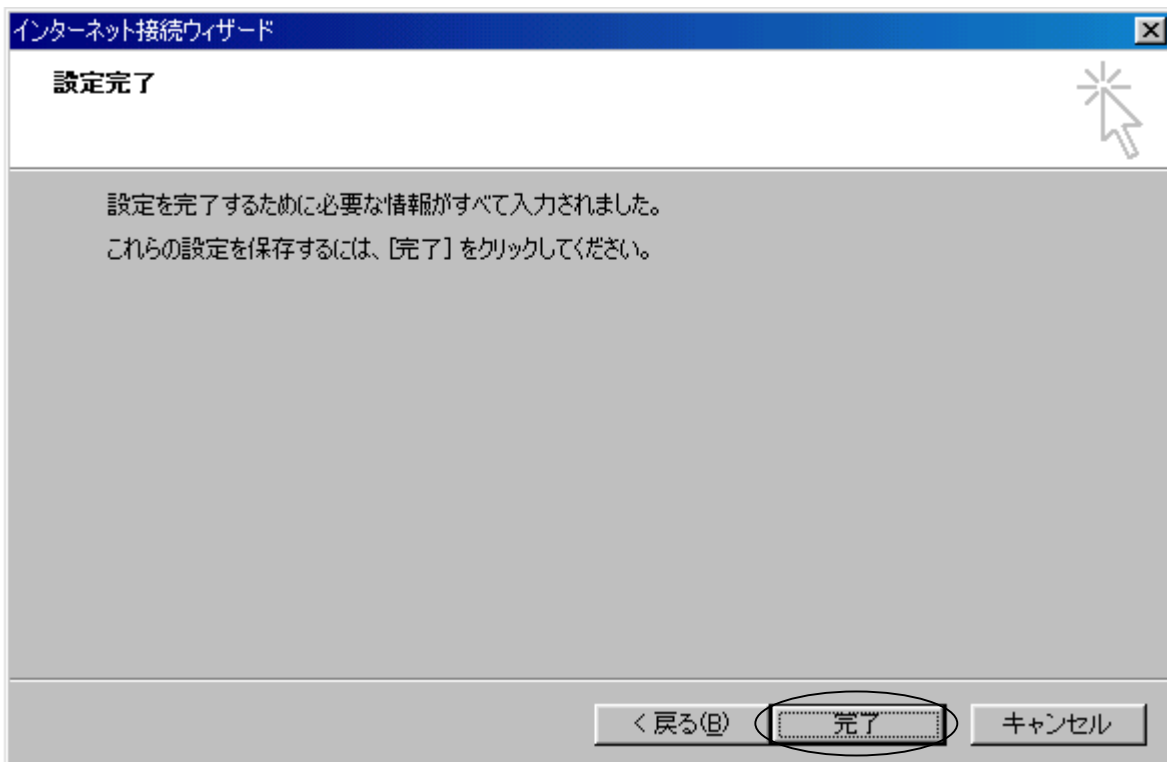 インターネット接続ウィザード
設定完了
設定を完了するために必要な情報がすべて入力されました。
これらの設定を保存するには、[完了] をクリックしてください。
< 戻る(B)
完了
キャンセル